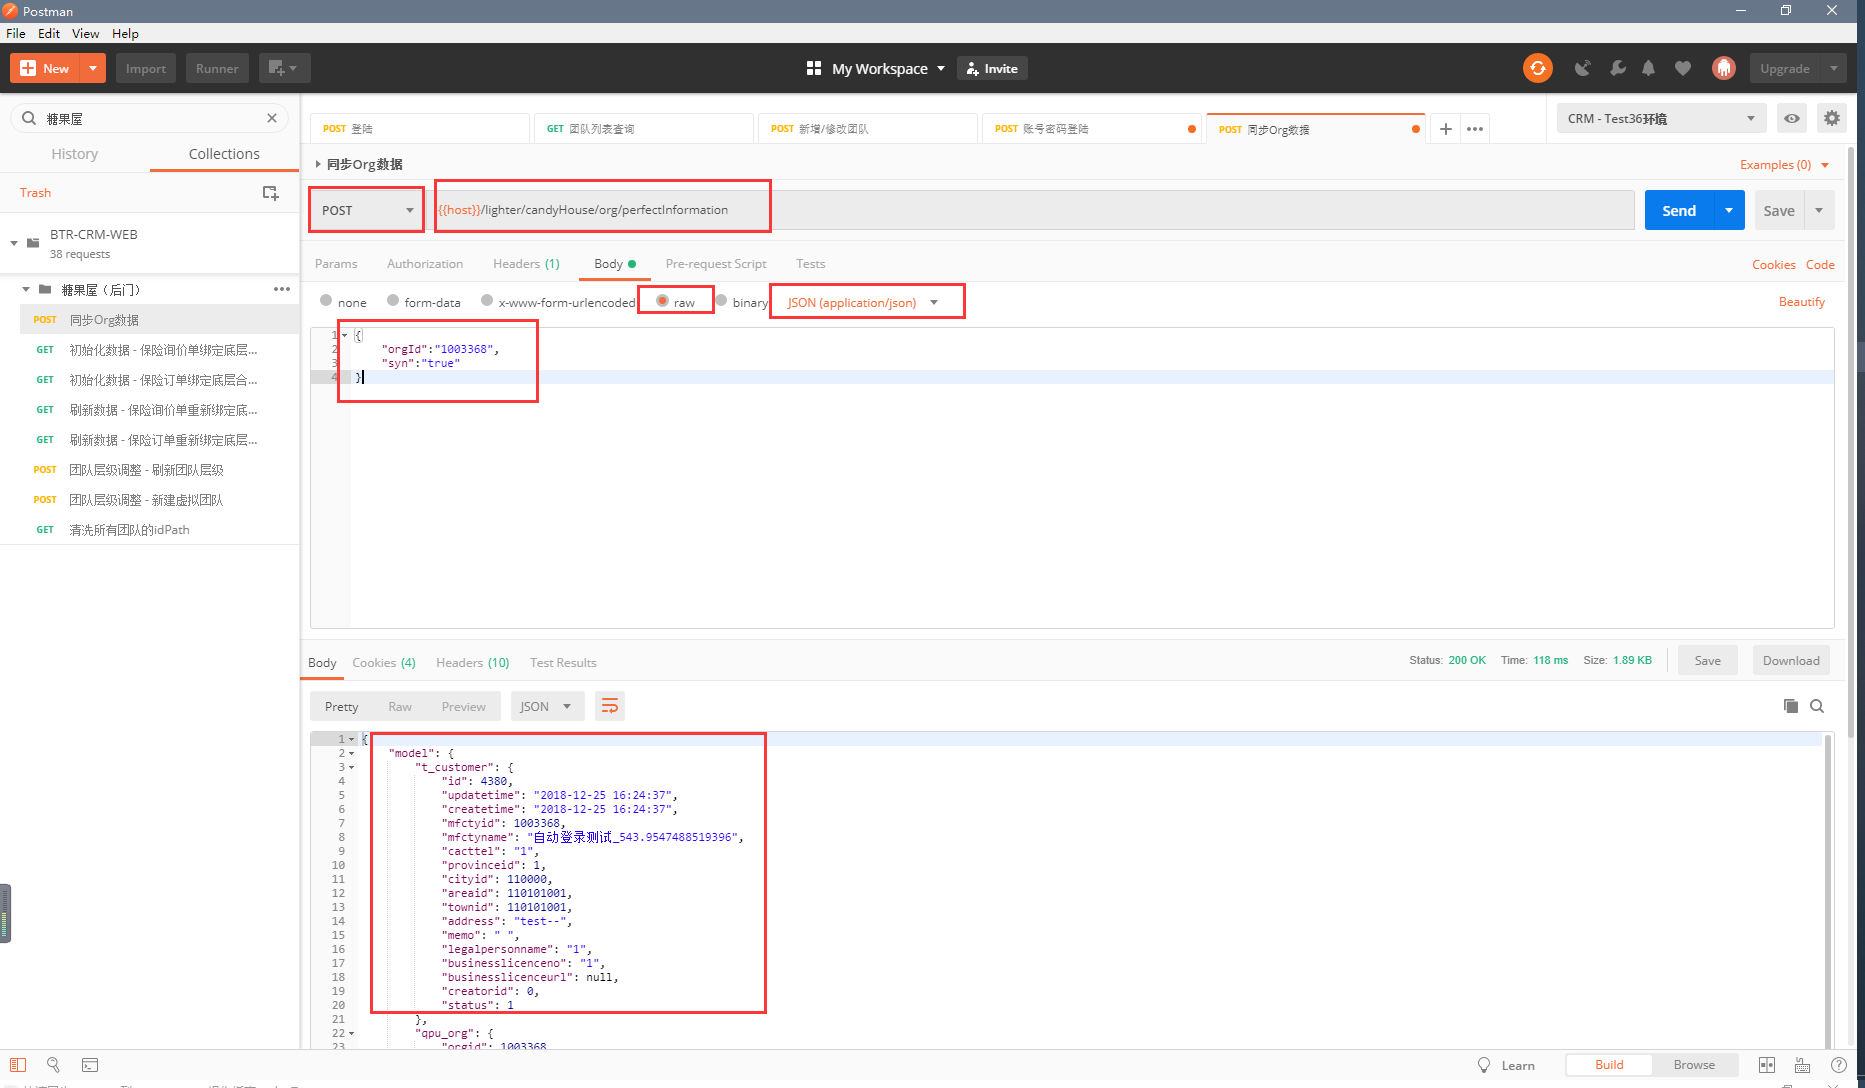 Postman
File Edit View Help
New Import Runner My Workspace Invite Upgrade
糖果屋
History Collections
Trash
BTR-CRM-WEB
38 requests
糖果屋（后门）
POST 同步Org数据
GET 初始化数据 - 保险询价单绑定底层...
GET 初始化数据 - 保险订单绑定底层合...
GET 刷新数据 - 保险询价单重新绑定底...
GET 刷新数据 - 保险订单重新绑定底层...
POST 团队层级调整 - 刷新团队层级
POST 团队层级调整 - 新建虚拟团队
GET 清洗所有团队的idPath
POST 登陆 GET 团队列表查询 POST 新增/修改团队 POST 账号密码登陆 POST 同步Org数据
CRM - Test36环境
同步Org数据 Examples (0)
POST {{host}}/lighter/candyHouse/org/perfectInformation Send Save
Params Authorization Headers (1) Body Pre-request Script Tests Cookies Code
none form-data x-www-form-urlencoded raw binary JSON (application/json) Beautify
1 {
2 "orgId":"1003368",
3 "syn":"true"
4 }
Body Cookies (4) Headers (10) Test Results Status: 200 OK Time: 118 ms Size: 1.89 KB Save Download
Pretty Raw Preview JSON
1 {
2 "model": {
3 "t_customer": {
4 "id": 4380,
5 "updatetime": "2018-12-25 16:24:37",
6 "createtime": "2018-12-25 16:24:37",
7 "mfctyid": 1003368,
8 "mfctyname": "自动登录测试_543.9547488519396",
9 "cacttel": "1",
10 "provinceid": 1,
11 "cityid": 110000,
12 "areaid": 110101001,
13 "townid": 110101001,
14 "address": "test--",
15 "memo": " ",
16 "legalpersonname": "1",
17 "businesslicenceno": "1",
18 "businesslicenceurl": null,
19 "creatorid": 0,
20 "status": 1
21 },
22 "qpu_org": {
23 "orgid": 1003368
Learn Build Browse